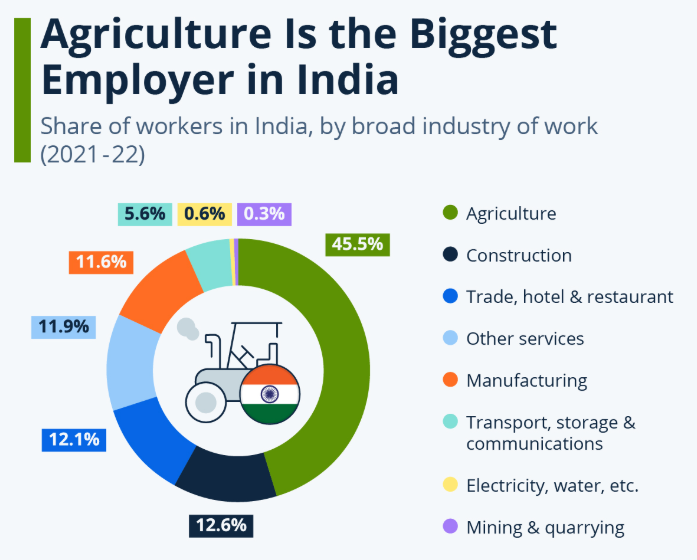 Agriculture Is the Biggest
Employer in India
Share of workers in India, by broad industry of work
(2021-22)
5.6% 0.6% 0.3%
45.5%
11.6%
11.9%
12.1%
12.6%
Agriculture
Construction
Trade, hotel & restaurant
Other services
Manufacturing
Transport, storage &
communications
Electricity, water, etc.
Mining & quarrying